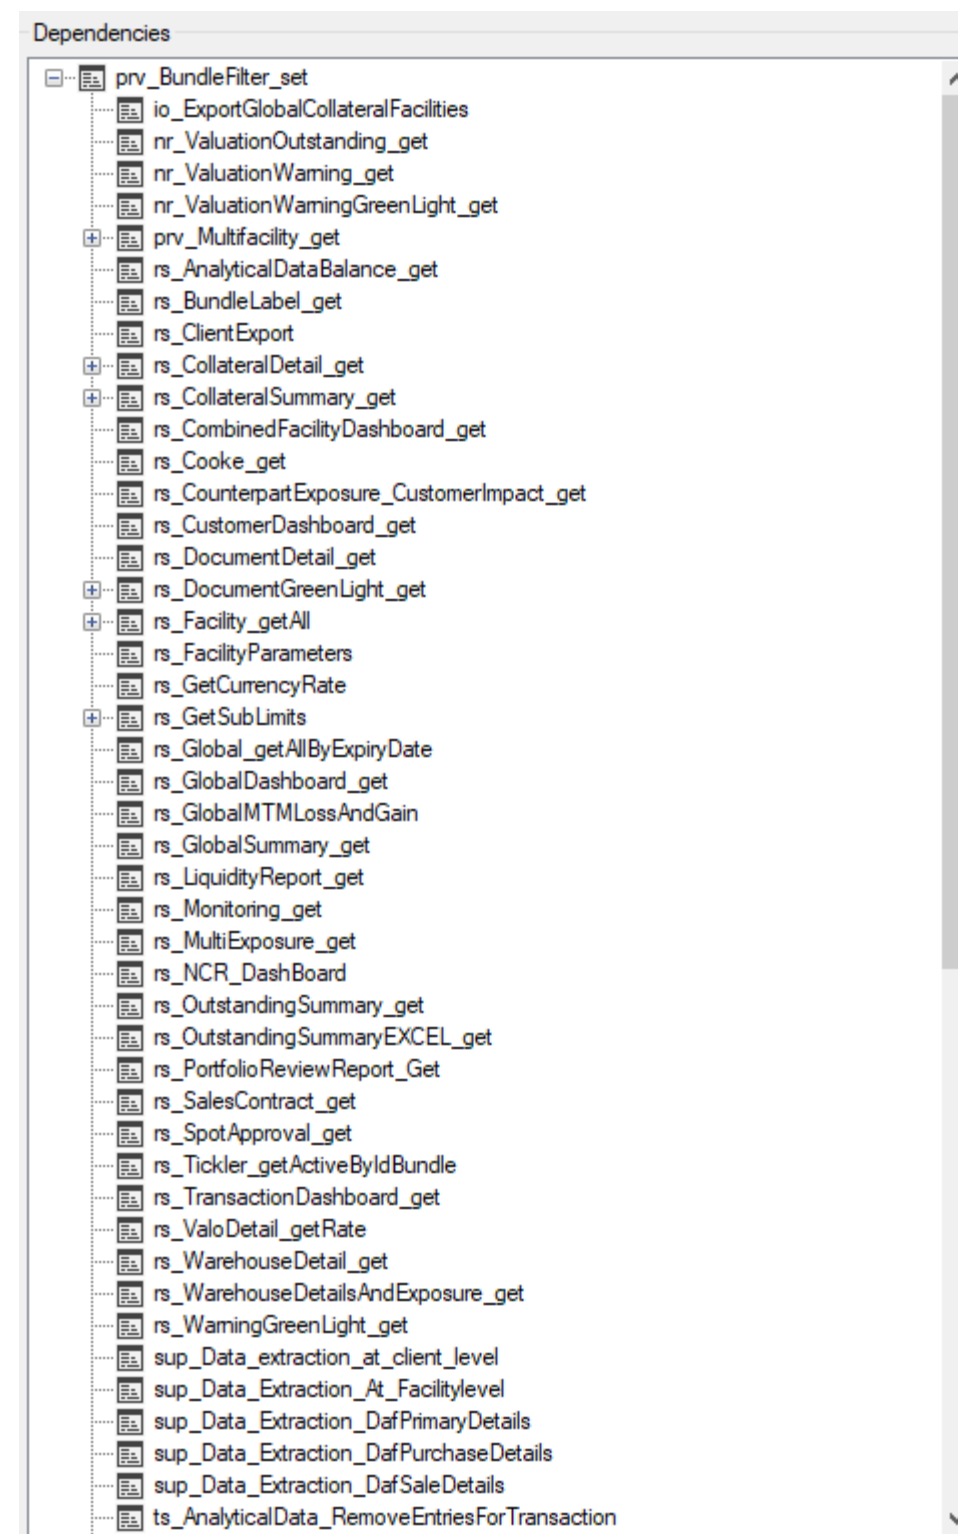 Dependencies
prv_BundleFilter_set
io_ExportGlobalCollateralFacilities
nr_ValuationOutstanding_get
nr_ValuationWarning_get
nr_ValuationWarningGreenLight_get
prv_Multifacility_get
rs_AnalyticalDataBalance_get
rs_BundleLabel_get
rs_ClientExport
rs_CollateralDetail_get
rs_CollateralSummary_get
rs_CombinedFacilityDashboard_get
rs_Cooke_get
rs_CounterpartExposure_CustomerImpact_get
rs_CustomerDashboard_get
rs_DocumentDetail_get
rs_DocumentGreenLight_get
rs_Facility_getAll
rs_FacilityParameters
rs_GetCurrencyRate
rs_GetSubLimits
rs_Global_getAllByExpiryDate
rs_GlobalDashboard_get
rs_GlobalMTMLossAndGain
rs_GlobalSummary_get
rs_LiquidityReport_get
rs_Monitoring_get
rs_MultiExposure_get
rs_NCR_DashBoard
rs_OutstandingSummary_get
rs_OutstandingSummaryEXCEL_get
rs_PortfolioReviewReport_Get
rs_SalesContract_get
rs_SpotApproval_get
rs_Tickler_getActiveByIdBundle
rs_TransactionDashboard_get
rs_ValoDetail_getRate
rs_WarehouseDetail_get
rs_WarehouseDetailsAndExposure_get
rs_WarningGreenLight_get
sup_Data_extraction_at_client_level
sup_Data_Extraction_At_Facilitylevel
sup_Data_Extraction_DafPrimaryDetails
sup_Data_Extraction_DafPurchaseDetails
sup_Data_Extraction_DafSaleDetails
ts_AnalyticalData_RemoveEntriesForTransaction